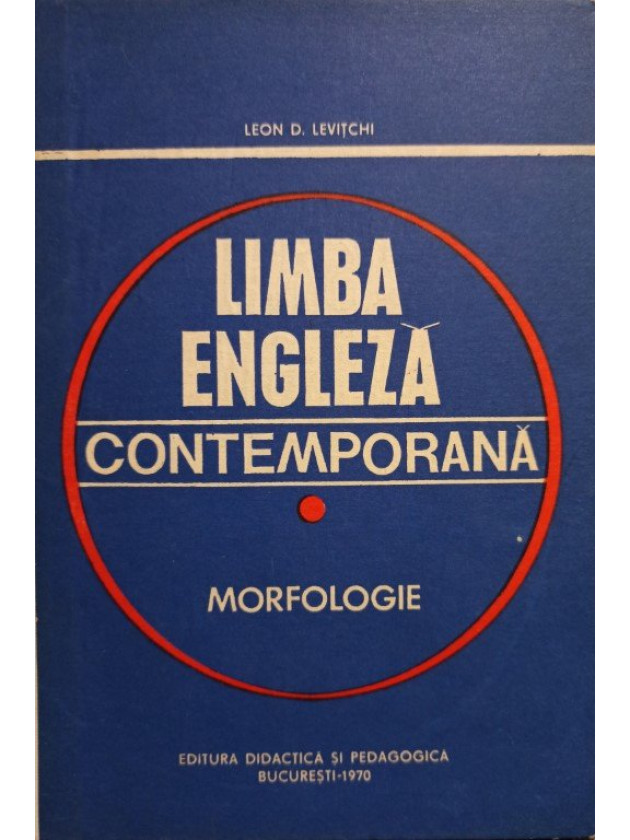 LEON D. LEVIȚCHI
LIMBA
ENGLEZĂ
CONTEMPORANĂ
MORFOLOGIE
EDITURA DIDACTICĂ ȘI PEDAGOGICĂ
BUCUREȘTI-1970